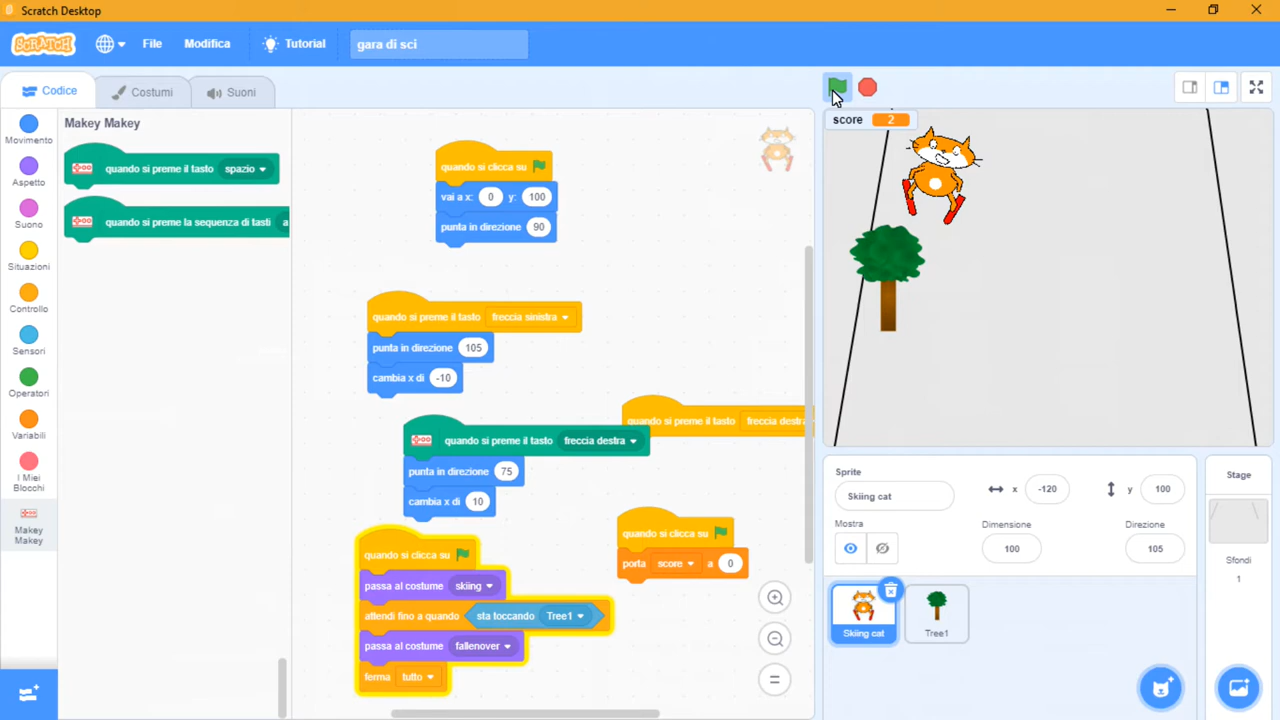 Scratch Desktop
SCRATCH File Modifica Tutorial gara di sci
Codice Costumi Suoni
Movimento
Aspetto
Suono
Situazioni
Controllo
Sensori
Operatori
Variabili
I Miei
Blocchi
Makey
Makey
Makey Makey
quando si preme il tasto spazio
quando si preme la sequenza di tasti a
quando si clicca su
vai a x: 0 y: 100
punta in direzione 90
quando si preme il tasto freccia sinistra
punta in direzione 105
cambia x di -10
quando si preme il tasto freccia destra
quando si preme il tasto freccia destra
punta in direzione 75
cambia x di 10
quando si clicca su
porta score a 0
quando si clicca su
passa al costume skiing
attendi fino a quando sta toccando Tree1
passa al costume fallenover
ferma tutto
score 2
Sprite
Skiing cat x -120 y 100
Mostra Dimensione Direzione
100 105
Skiing cat Tree1
Stage
Sfondi
1